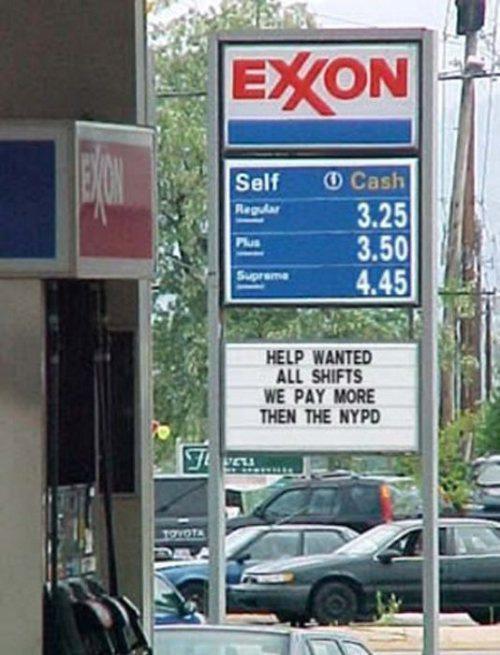 EXXON
EXXON
Self ① Cash
Regular 3.25
Plus 3.50
Supreme 4.45
HELP WANTED
ALL SHIFTS
WE PAY MORE
THEN THE NYPD
TOYOTA